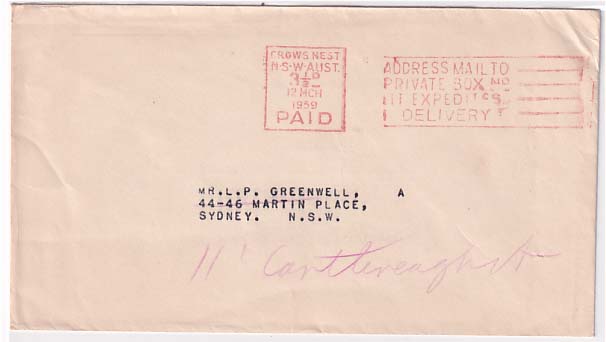 CROWS NEST
N·S·W·AUST.
3½D
12 MCH
1959
PAID
ADDRESS MAIL TO
PRIVATE BOX NO
IT EXPEDITES
DELIVERY
MR.L.P. GREENWELL, A
44-46 MARTIN PLACE,
SYDNEY. N.S.W.
11' Castlereagh St